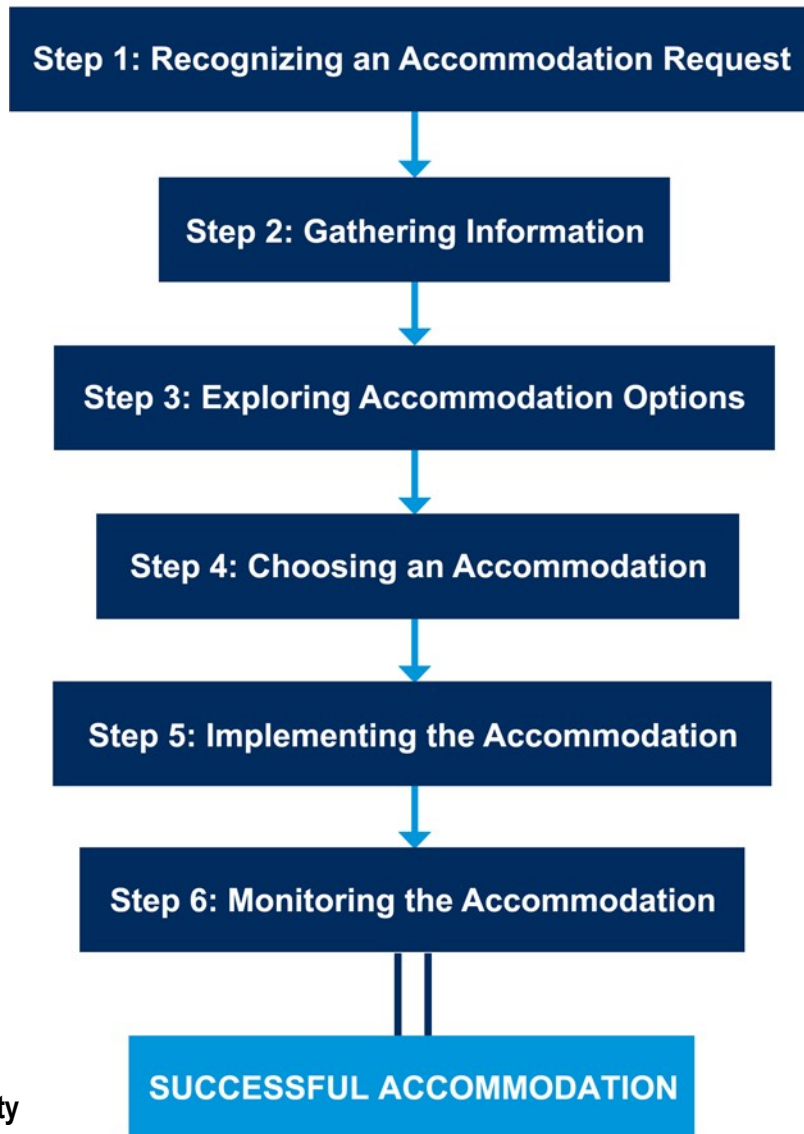 Step 1: Recognizing an Accommodation Request
Step 2: Gathering Information
Step 3: Exploring Accommodation Options
Step 4: Choosing an Accommodation
Step 5: Implementing the Accommodation
Step 6: Monitoring the Accommodation
SUCCESSFUL ACCOMMODATION
ty